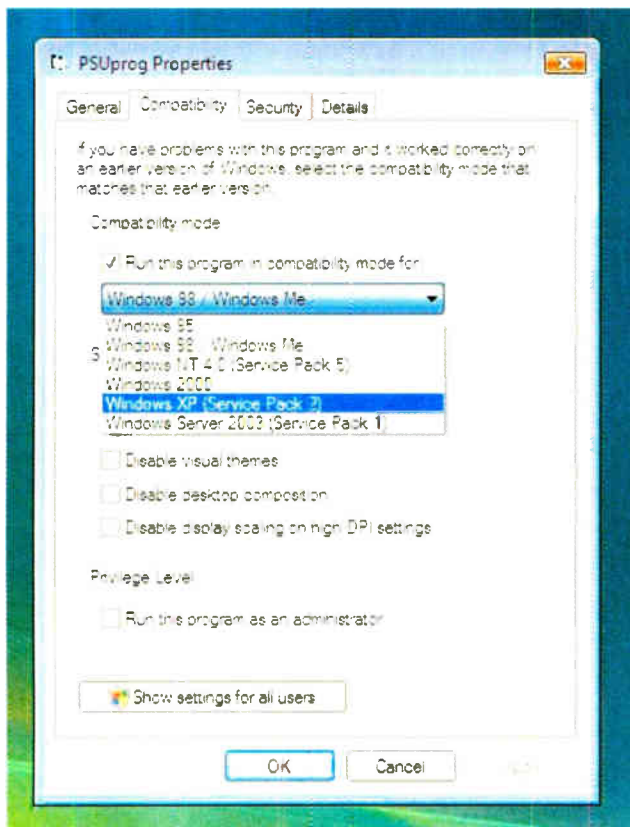 PSUprog Properties
General Compatibility Security Details
If you have problems with this program and it worked correctly on
an earlier version of Windows, select the compatibility mode that
matches that earlier version.
Compatibility mode
Run this program in compatibility mode for
Windows 98 / Windows Me
Windows 95
Windows 98 / Windows Me
S
Windows NT 4.0 (Service Pack 5)
Windows 2000
Windows XP (Service Pack 2)
Windows Server 2003 (Service Pack 1)
Disable visual themes
Disable desktop composition
Disable display scaling on high DPI settings
Privilege Level
Run this program as an administrator
Show settings for all users
OK Cancel